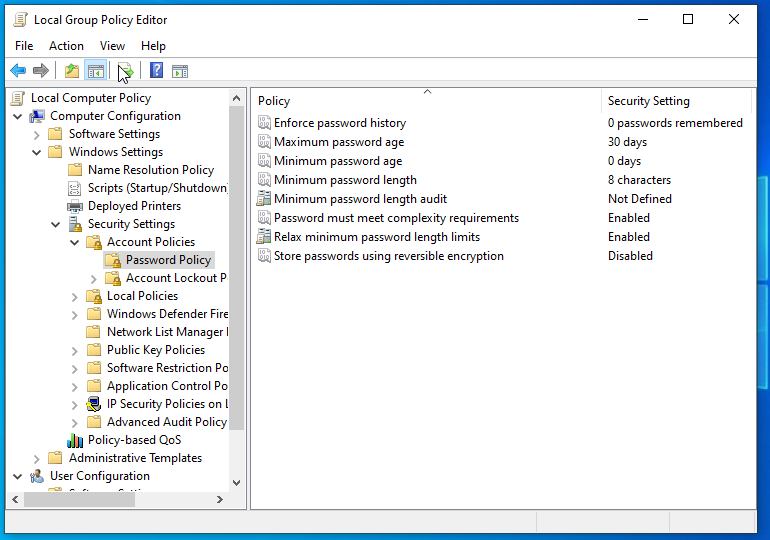 Local Group Policy Editor
File Action View Help
Local Computer Policy
Computer Configuration
Software Settings
Windows Settings
Name Resolution Policy
Scripts (Startup/Shutdown)
Deployed Printers
Security Settings
Account Policies
Password Policy
Account Lockout P
Local Policies
Windows Defender Fire
Network List Manager
Public Key Policies
Software Restriction Po
Application Control Po
IP Security Policies on L
Advanced Audit Policy
Policy-based QoS
Administrative Templates
User Configuration
Policy Security Setting
Enforce password history 0 passwords remembered
Maximum password age 30 days
Minimum password age 0 days
Minimum password length 8 characters
Minimum password length audit Not Defined
Password must meet complexity requirements Enabled
Relax minimum password length limits Enabled
Store passwords using reversible encryption Disabled